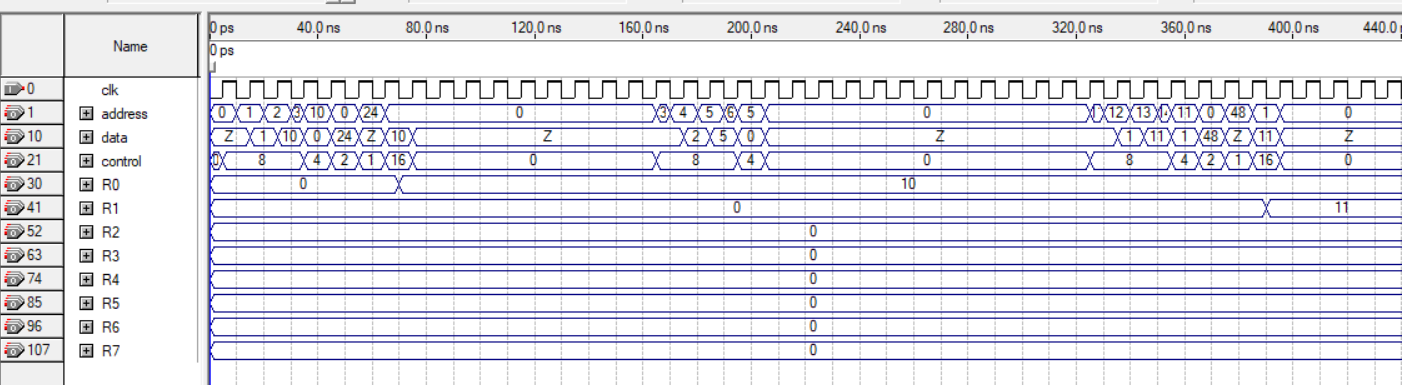 0 ps 40.0 ns 80.0 ns 120.0 ns 160.0 ns 200.0 ns 240.0 ns 280.0 ns 320.0 ns 360.0 ns 400.0 ns 440.0
Name
0 ps
0 clk
1 address 0 1 2 3 10 0 24 0 3 4 5 6 5 0 12 13 11 0 48 1 0
10 data Z 1 10 0 24 Z 10 Z 2 5 0 Z 1 11 1 48 Z 11 Z
21 control 0 8 4 2 1 16 0 8 4 0 8 4 2 1 16 0
30 R0 0 10
41 R1 0 11
52 R2 0
63 R3 0
74 R4 0
85 R5 0
96 R6 0
107 R7 0